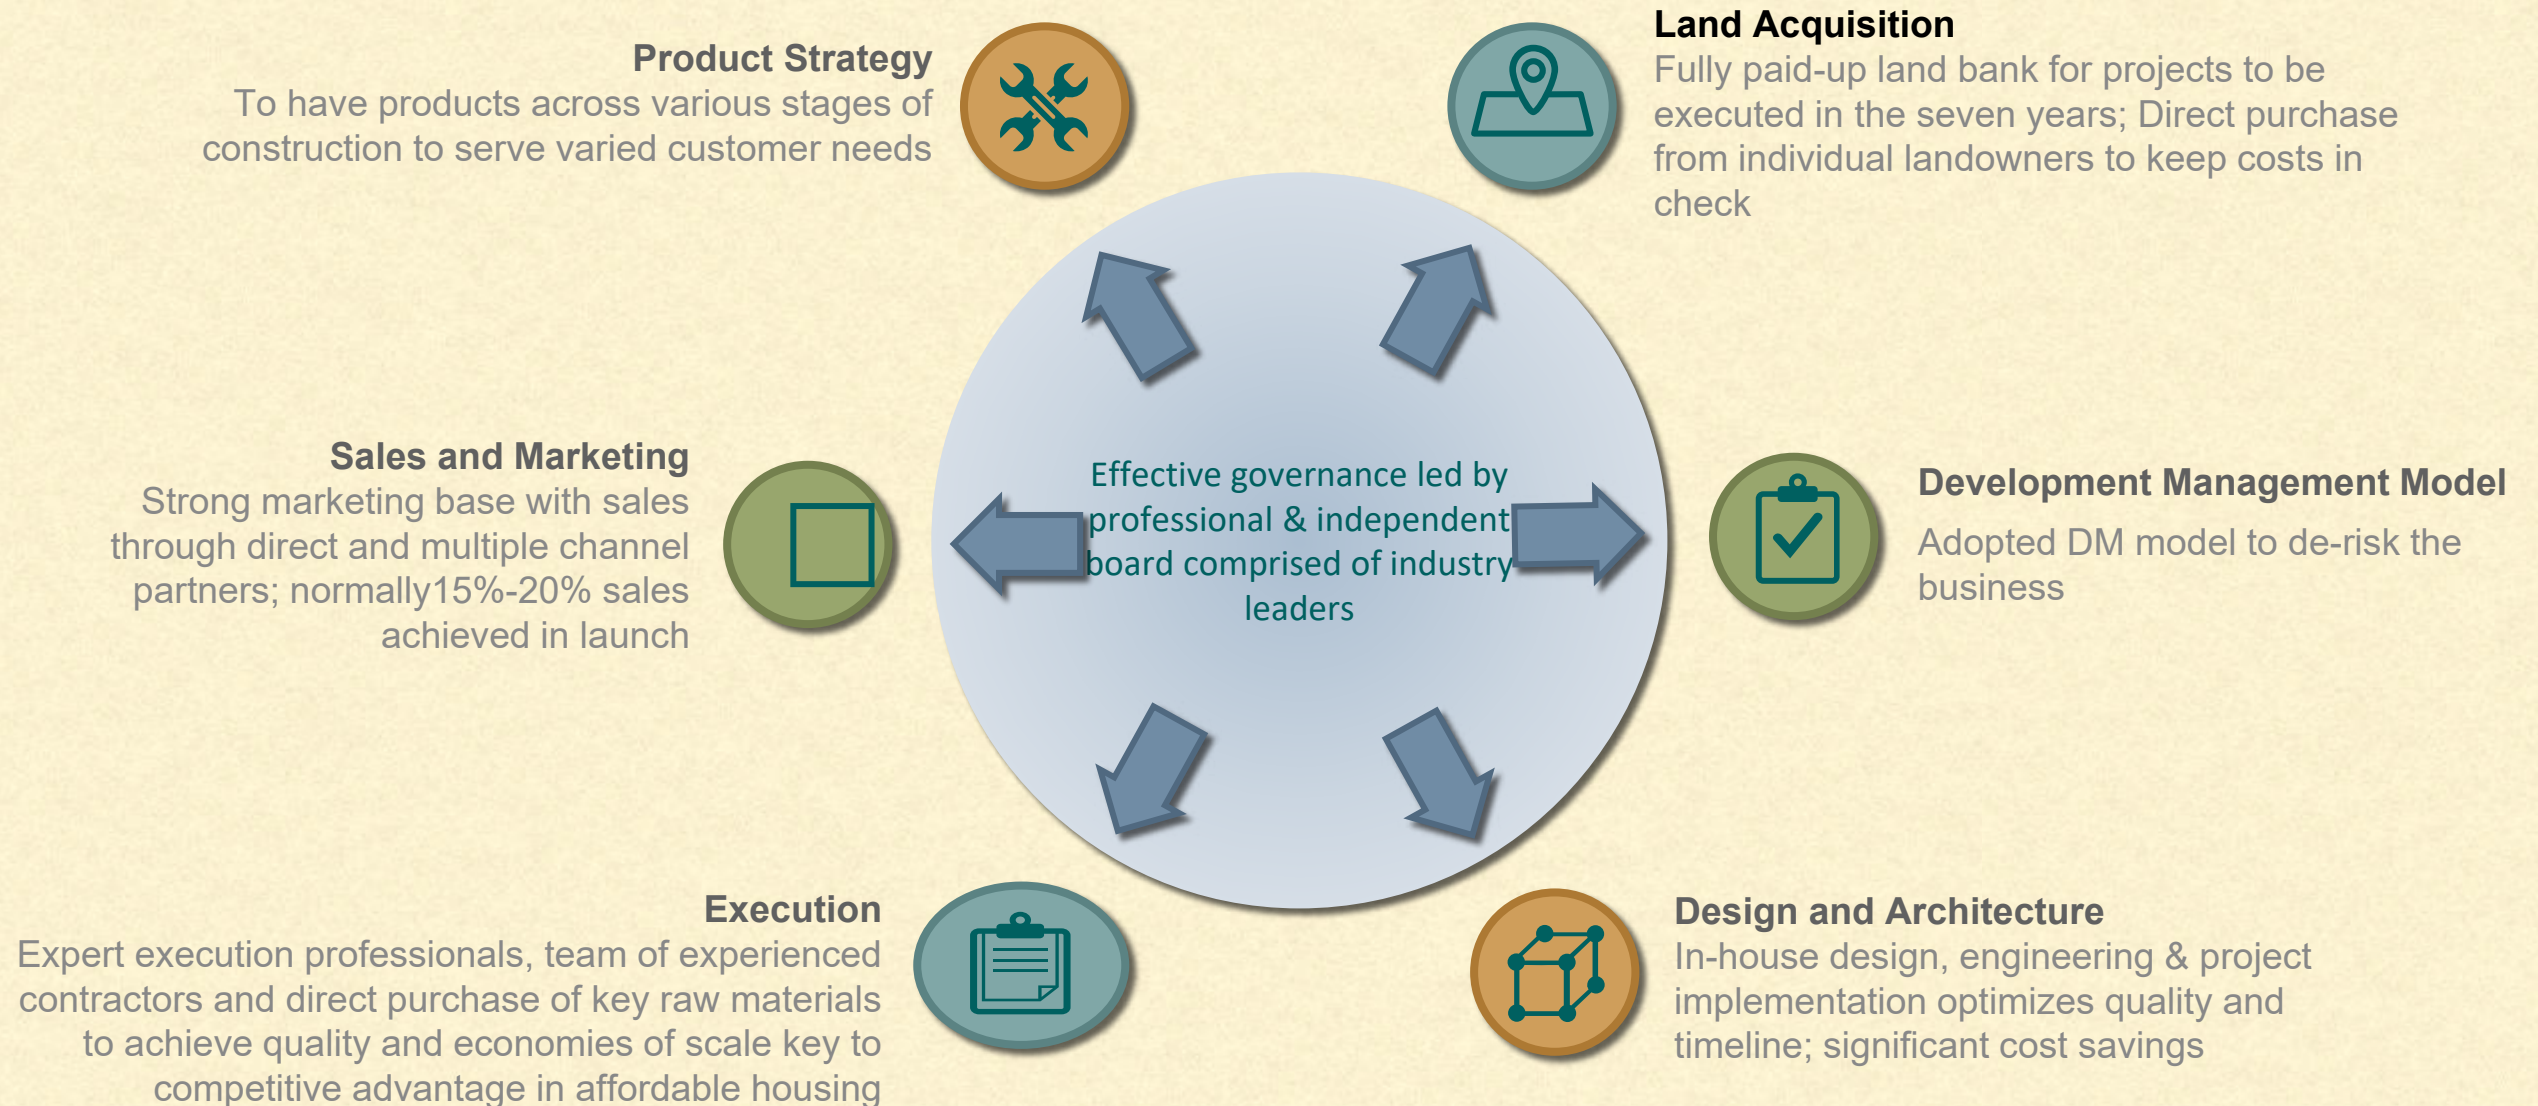 Product Strategy
To have products across various stages of
construction to serve varied customer needs
Land Acquisition
Fully paid-up land bank for projects to be
executed in the seven years; Direct purchase
from individual landowners to keep costs in
check
Sales and Marketing
Strong marketing base with sales
through direct and multiple channel
partners; normally15%-20% sales
achieved in launch
Effective governance led by
professional & independent
board comprised of industry
leaders
Development Management Model
Adopted DM model to de-risk the
business
Execution
Expert execution professionals, team of experienced
contractors and direct purchase of key raw materials
to achieve quality and economies of scale key to
competitive advantage in affordable housing
Design and Architecture
In-house design, engineering & project
implementation optimizes quality and
timeline; significant cost savings